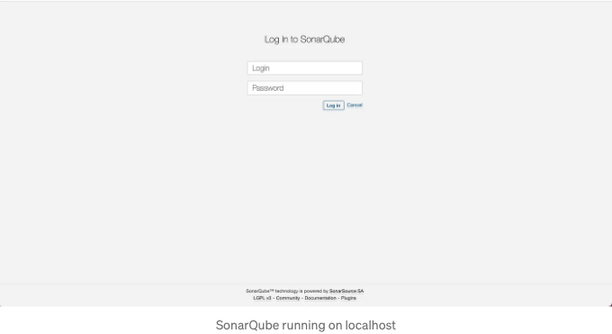 Log In to SonarQube
Login
Password
Log in Cancel
SonarQube™ technology is powered by SonarSource SA
LGPL v3 - Community - Documentation - Plugins
SonarQube running on localhost